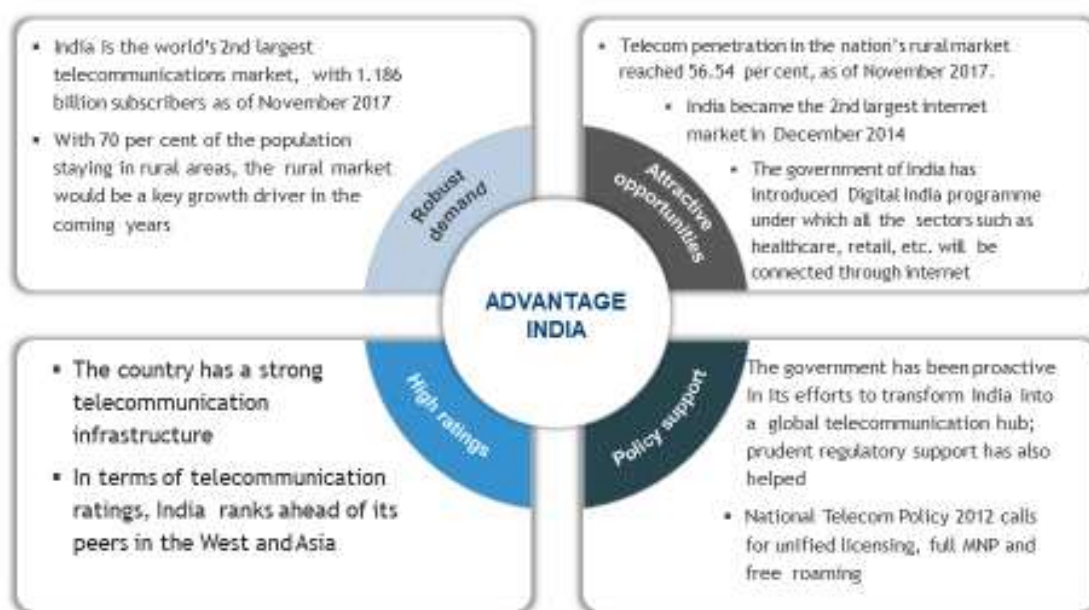 ▪ India is the world's 2nd largest
telecommunications market, with 1.186
billion subscribers as of November 2017
▪ With 70 per cent of the population
staying in rural areas, the rural market
would be a key growth driver in the
coming years
Robust
demand
▪ Telecom penetration in the nation's rural market
reached 56.54 per cent, as of November 2017.
▪ India became the 2nd largest internet
market in December 2014
▪ The government of India has
introduced Digital India programme
under which all the sectors such as
healthcare, retail, etc. will be
connected through internet
Attractive
opportunities
ADVANTAGE
INDIA
▪ The country has a strong
telecommunication
infrastructure
▪ In terms of telecommunication
ratings, India ranks ahead of its
peers in the West and Asia
High ratings
The government has been proactive
in its efforts to transform India into
a global telecommunication hub;
prudent regulatory support has also
helped
▪ National Telecom Policy 2012 calls
for unified licensing, full MNP and
free roaming
Policy support